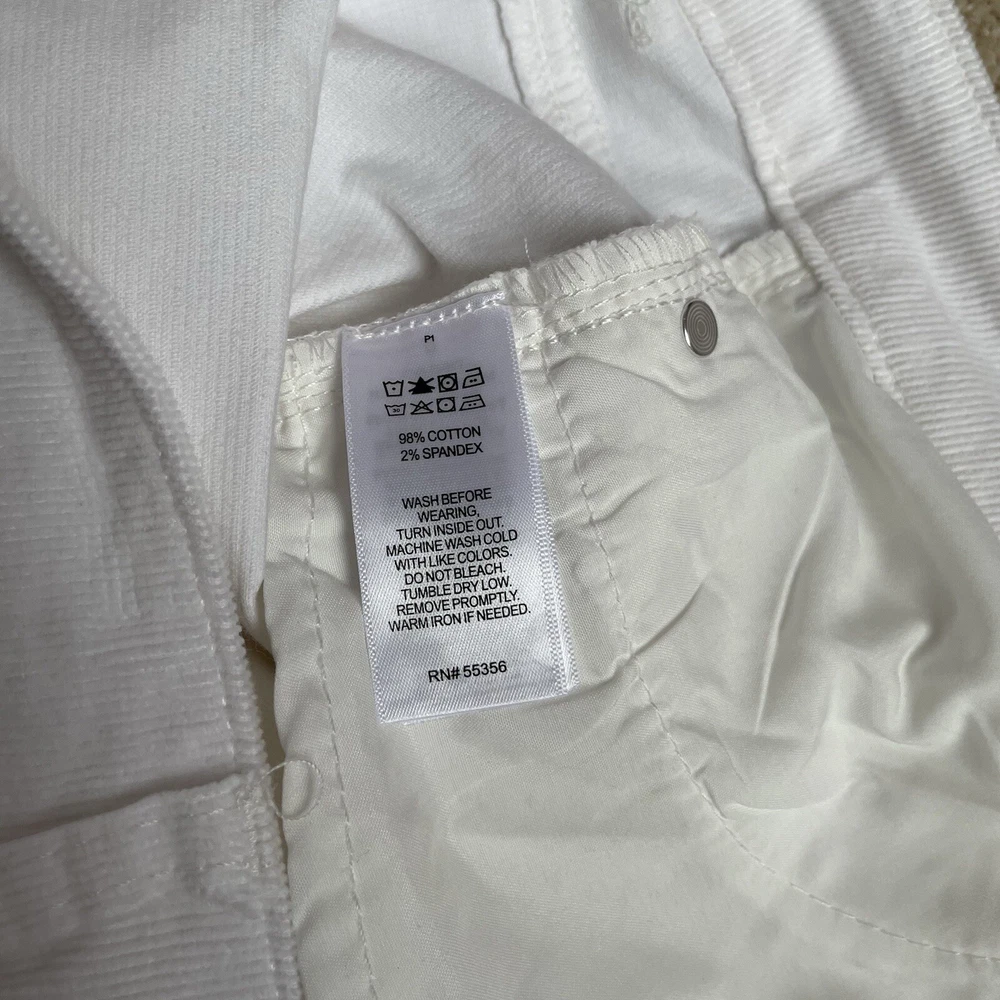 P1
30
98% COTTON
2% SPANDEX
WASH BEFORE
WEARING,
TURN INSIDE OUT.
MACHINE WASH COLD
WITH LIKE COLORS.
DO NOT BLEACH.
TUMBLE DRY LOW.
REMOVE PROMPTLY.
WARM IRON IF NEEDED.
RN# 55356